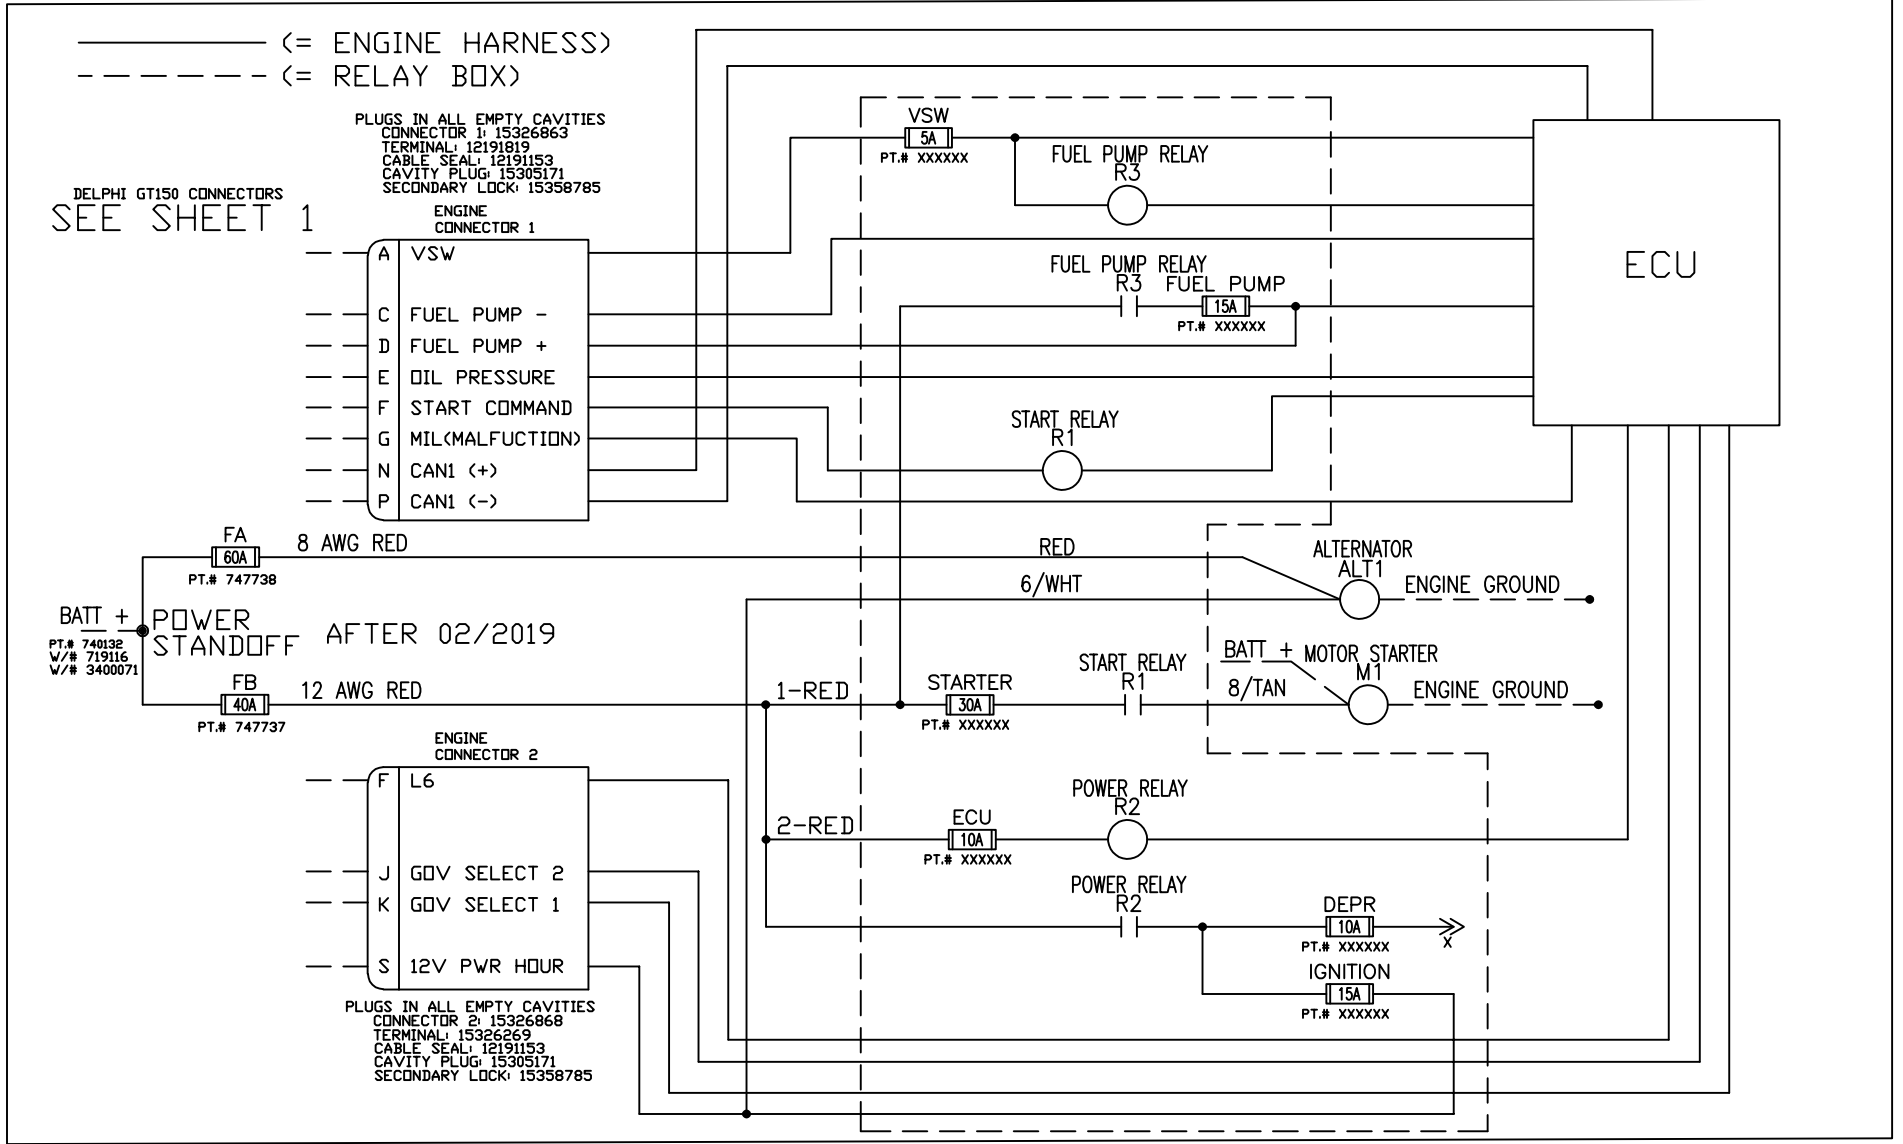 (= ENGINE HARNESS)
(= RELAY BOX)
PLUGS IN ALL EMPTY CAVITIES
CONNECTOR 1: 15326863
TERMINAL: 12191819
CABLE SEAL: 12191153
CAVITY PLUG: 15305171
SECONDARY LOCK: 15358785
DELPHI GT150 CONNECTORS
SEE SHEET 1
ENGINE
CONNECTOR 1
A VSW
C FUEL PUMP -
D FUEL PUMP +
E OIL PRESSURE
F START COMMAND
G MIL(MALFUCTION)
N CAN1 (+)
P CAN1 (-)
VSW
5A
PT.# XXXXXX
FUEL PUMP RELAY
R3
FUEL PUMP RELAY
R3
FUEL PUMP
15A
PT.# XXXXXX
ECU
START RELAY
R1
FA
60A
PT.# 747738
8 AWG RED
RED
6/WHT
ALTERNATOR
ALT1
ENGINE GROUND
BATT +
POWER
STANDOFF
AFTER 02/2019
PT.# 740132
W/# 719116
W/# 3400071
FB
40A
PT.# 747737
12 AWG RED
1-RED
STARTER
30A
PT.# XXXXXX
START RELAY
R1
BATT +
8/TAN
MOTOR STARTER
M1
ENGINE GROUND
ENGINE
CONNECTOR 2
F L6
J GOV SELECT 2
K GOV SELECT 1
S 12V PWR HOUR
PLUGS IN ALL EMPTY CAVITIES
CONNECTOR 2: 15326868
TERMINAL: 15326269
CABLE SEAL: 12191153
CAVITY PLUG: 15305171
SECONDARY LOCK: 15358785
2-RED
ECU
10A
PT.# XXXXXX
POWER RELAY
R2
POWER RELAY
R2
DEPR
10A
PT.# XXXXXX
X
IGNITION
15A
PT.# XXXXXX